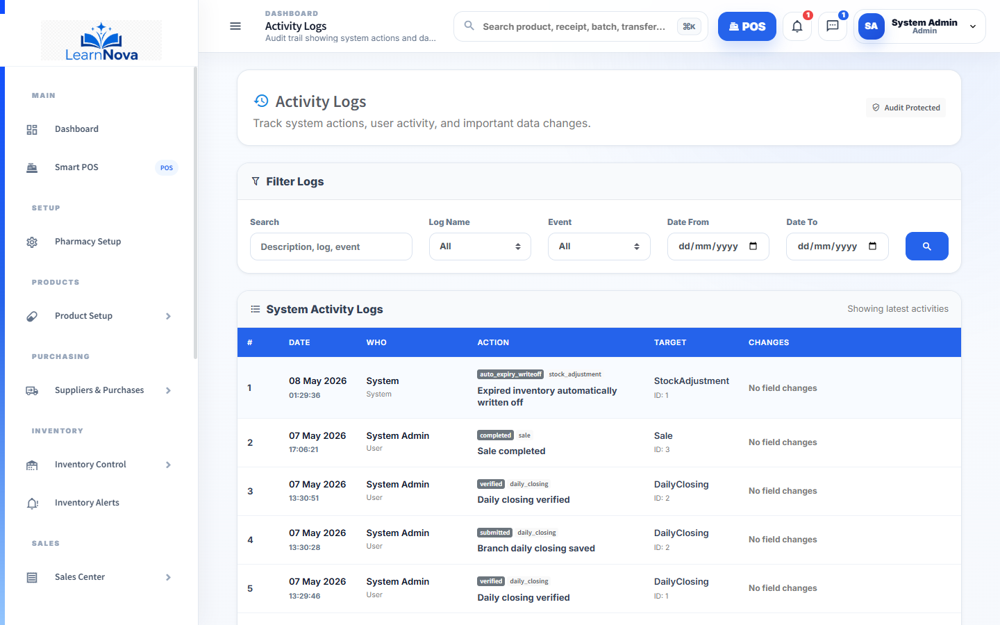 LearnNova
MAIN
Dashboard
Smart POS
POS
SETUP
Pharmacy Setup
PRODUCTS
Product Setup
PURCHASING
Suppliers & Purchases
INVENTORY
Inventory Control
Inventory Alerts
SALES
Sales Center
DASHBOARD
Activity Logs
Audit trail showing system actions and da...
Search product, receipt, batch, transfer...
⌘K
POS
1
1
SA
System Admin
Admin
Activity Logs
Track system actions, user activity, and important data changes.
Audit Protected
Filter Logs
Search
Log Name
Event
Date From
Date To
Description, log, event
All
All
dd/mm/yyyy
dd/mm/yyyy
System Activity Logs
Showing latest activities
# DATE WHO ACTION TARGET CHANGES
1
08 May 2026
01:29:36
System
System
auto_expiry_writeoff stock_adjustment
Expired inventory automatically
written off
StockAdjustment
ID: 1
No field changes
2
07 May 2026
17:06:21
System Admin
User
completed sale
Sale completed
Sale
ID: 3
No field changes
3
07 May 2026
13:30:51
System Admin
User
verified daily_closing
Daily closing verified
DailyClosing
ID: 2
No field changes
4
07 May 2026
13:30:28
System Admin
User
submitted daily_closing
Branch daily closing saved
DailyClosing
ID: 2
No field changes
5
07 May 2026
13:29:46
System Admin
User
verified daily_closing
Daily closing verified
DailyClosing
ID: 1
No field changes